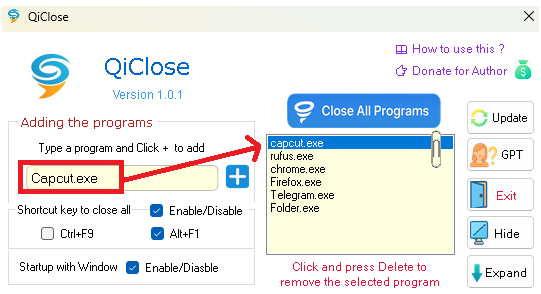 QiClose
How to use this ?
QiClose
Donate for Author
Version 1.0.1
Close All Programs
Adding the programs
Type a program and Click + to add
Capcut.exe
capcut.exe
rufus.exe
chrome.exe
Firefox.exe
Telegram.exe
Folder.exe
Shortcut key to close all
Enable/Disable
Ctrl+F9
Alt+F1
Startup with Window
Enable/Diasble
Click and press Delete to
remove the selected program
Update
GPT
Exit
Hide
Expand